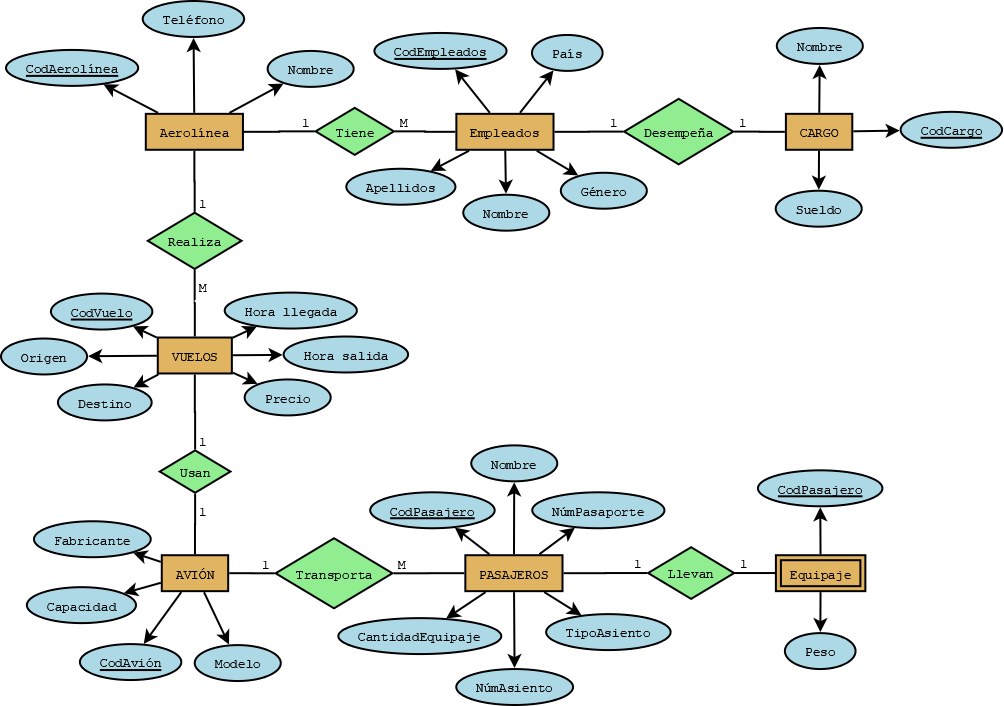 Teléfono
CodAerolínea
Nombre
Aerolínea
1
Tiene
M
CodEmpleados
País
Empleados
Apellidos
Nombre
Género
1
Desempeña
1
Nombre
CARGO
CodCargo
Sueldo
1
Realiza
M
CodVuelo
Hora llegada
Origen
VUELOS
Hora salida
Destino
Precio
1
Usan
1
Fabricante
AVIÓN
Capacidad
CodAvión
Modelo
1
Transporta
M
Nombre
CodPasajero
NúmPasaporte
PASAJEROS
CantidadEquipaje
TipoAsiento
NúmAsiento
1
Llevan
1
CodPasajero
Equipaje
Peso